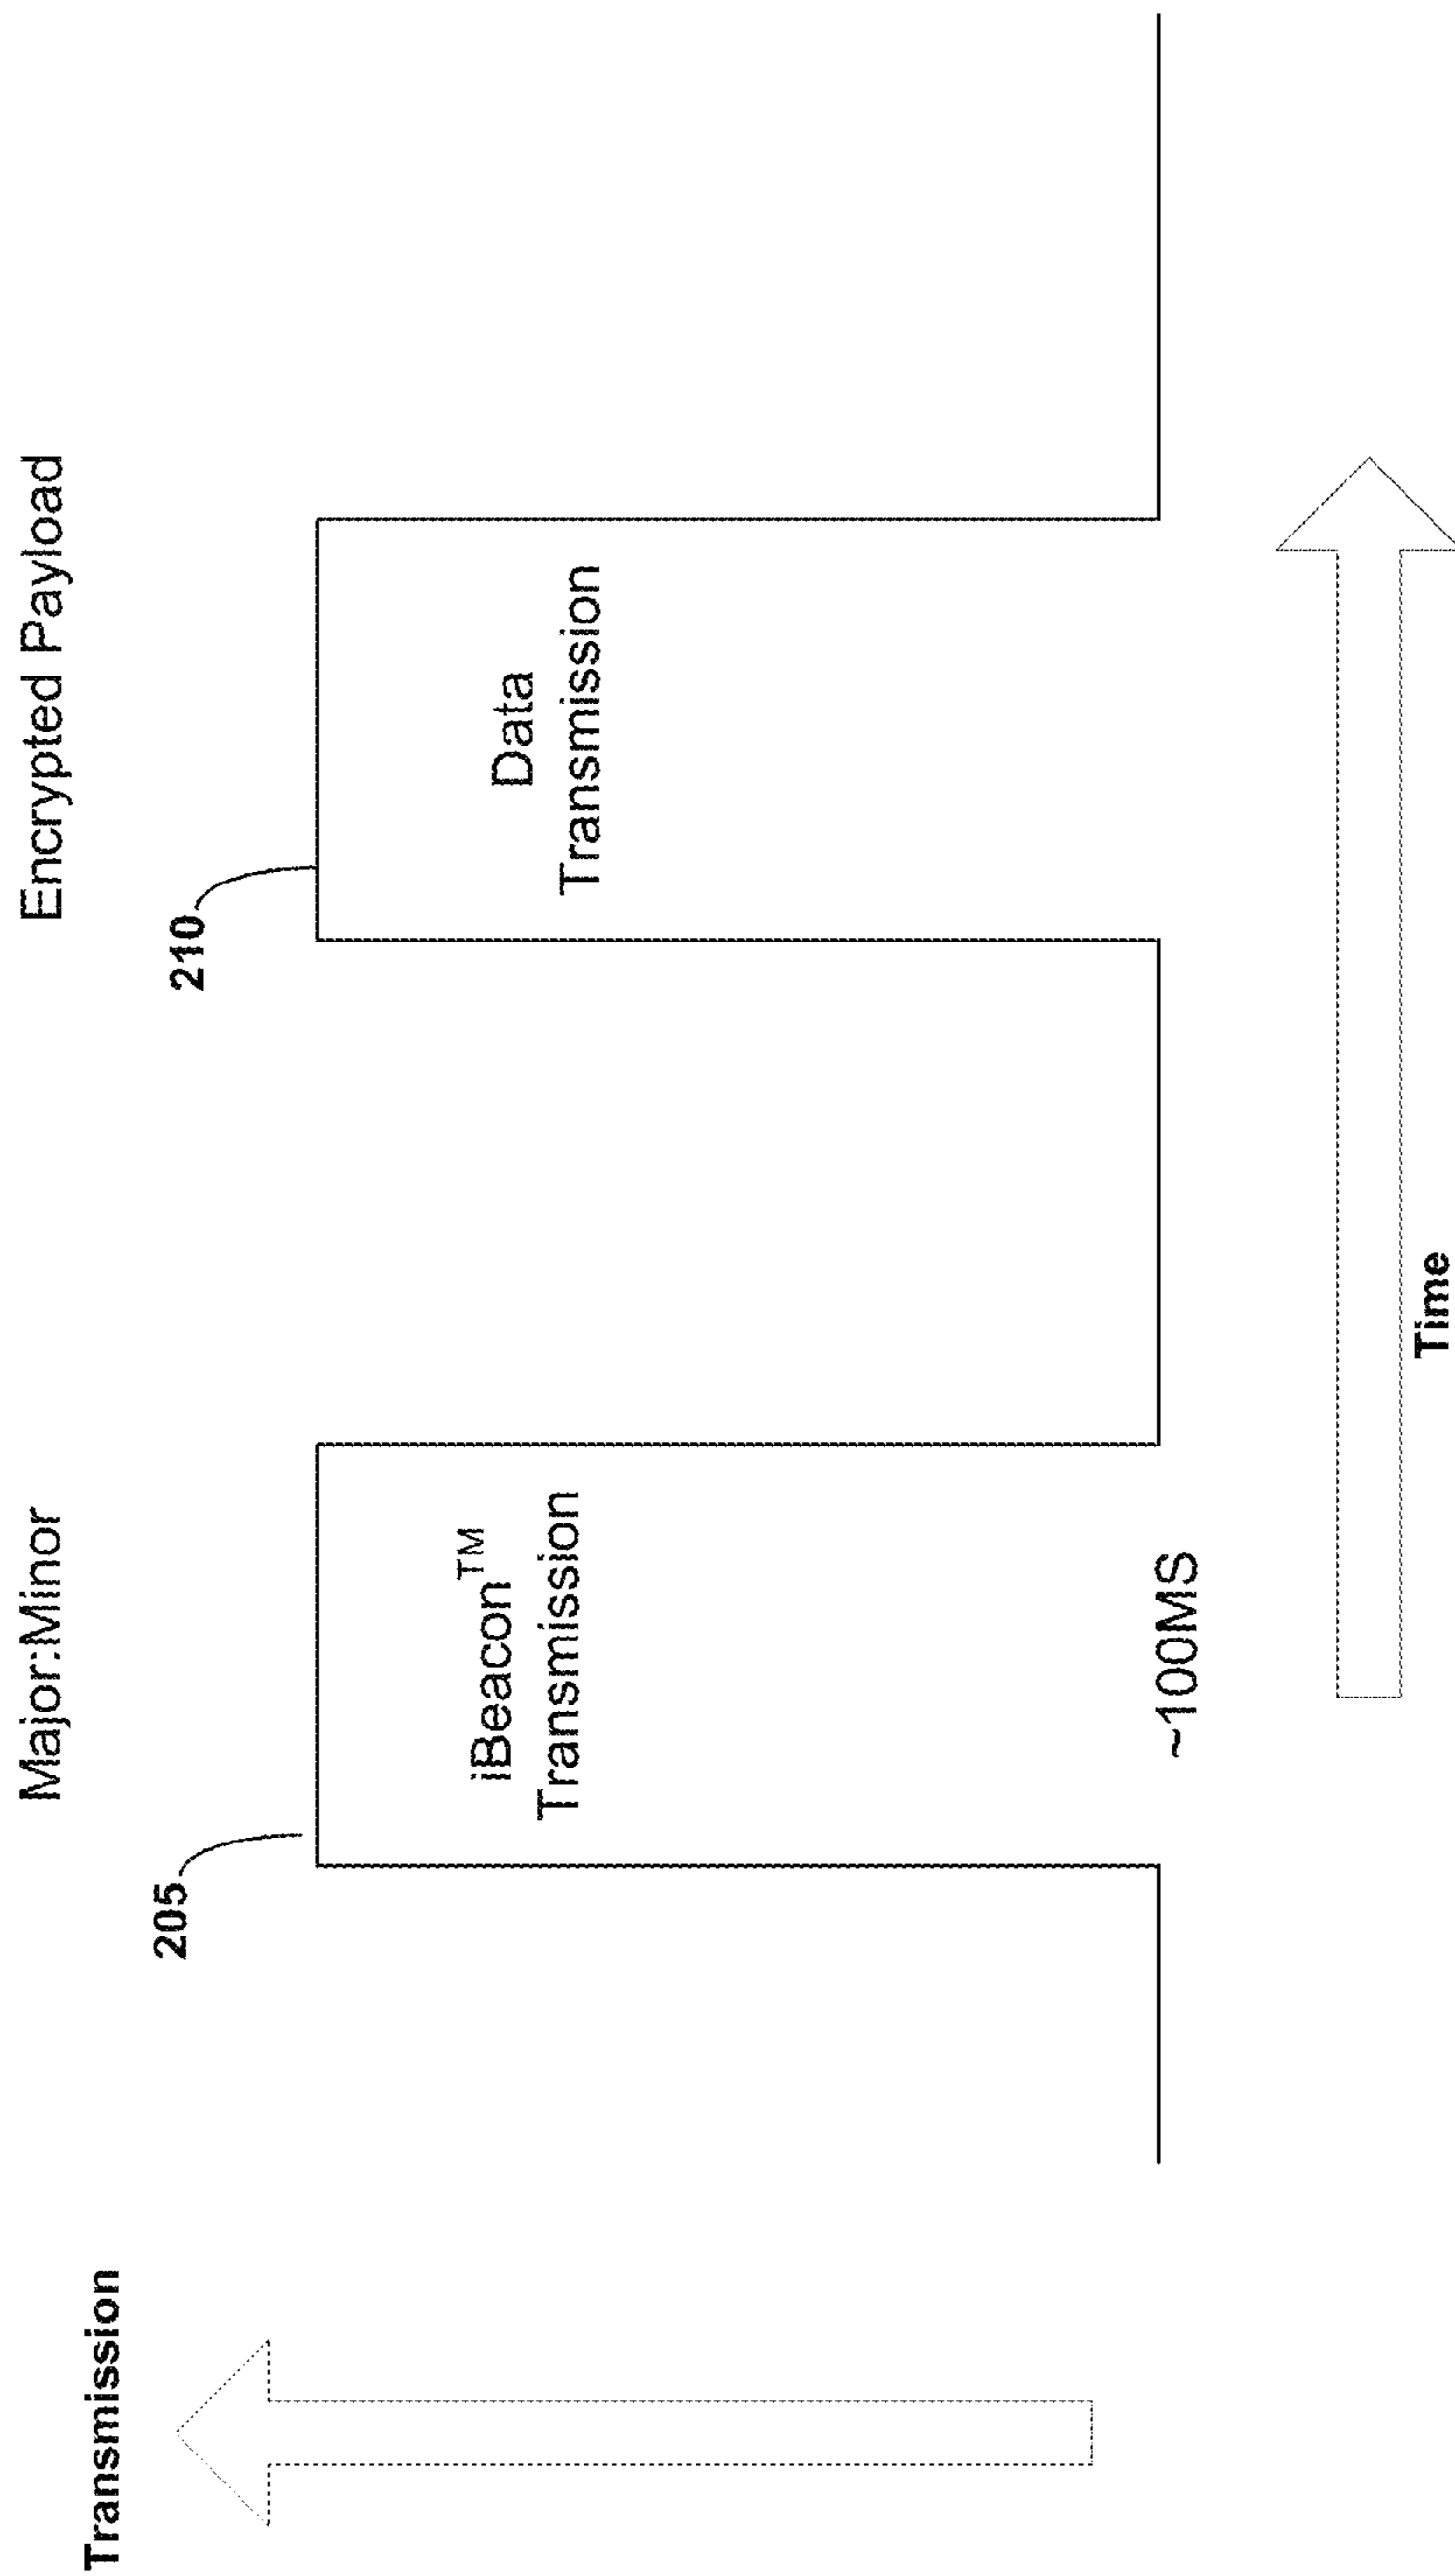 Transmission
Major:Minor
Encrypted Payload
205
210
iBeacon™
Transmission
Data
Transmission
~100MS
Time